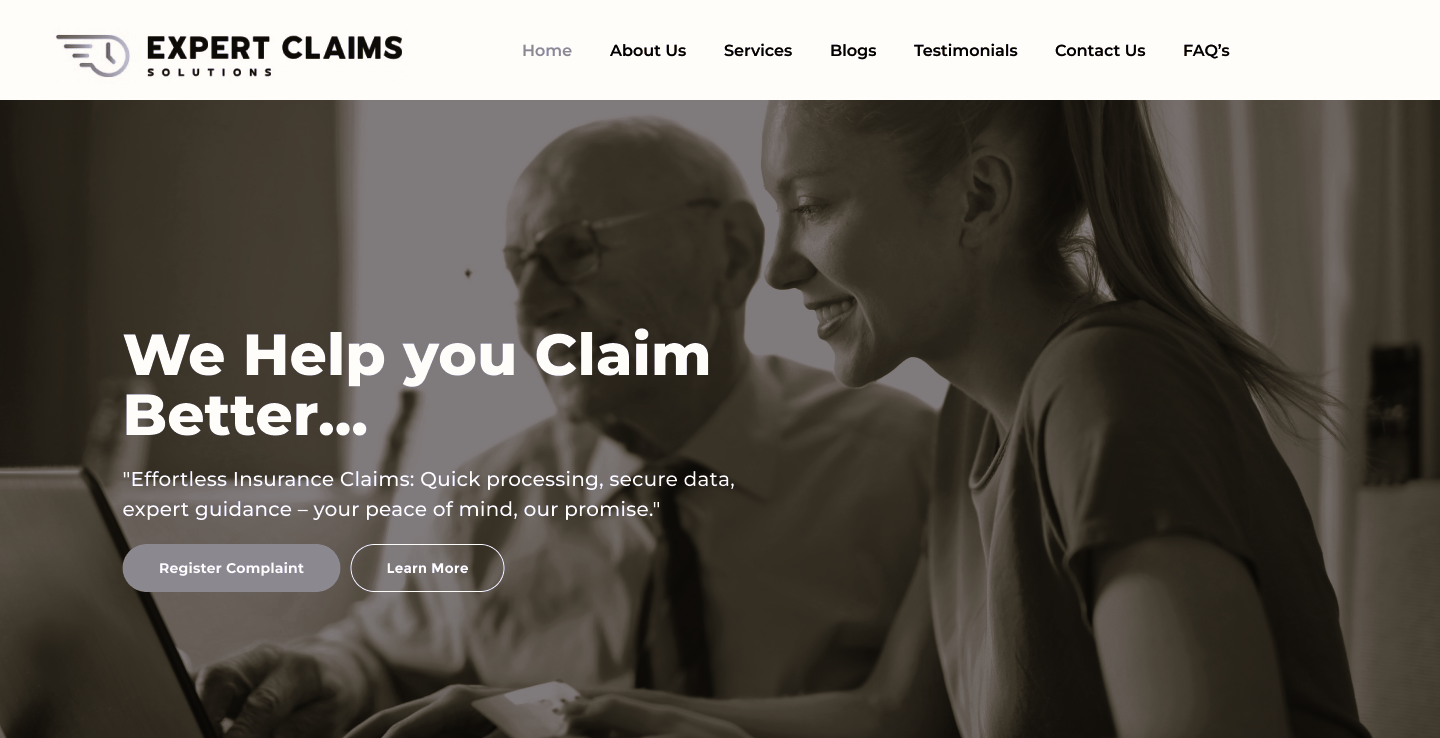 EXPERT CLAIMS
SOLUTIONS
Home About Us Services Blogs Testimonials Contact Us FAQ’s
We Help you Claim
Better...
"Effortless Insurance Claims: Quick processing, secure data,
expert guidance – your peace of mind, our promise."
Register Complaint Learn More